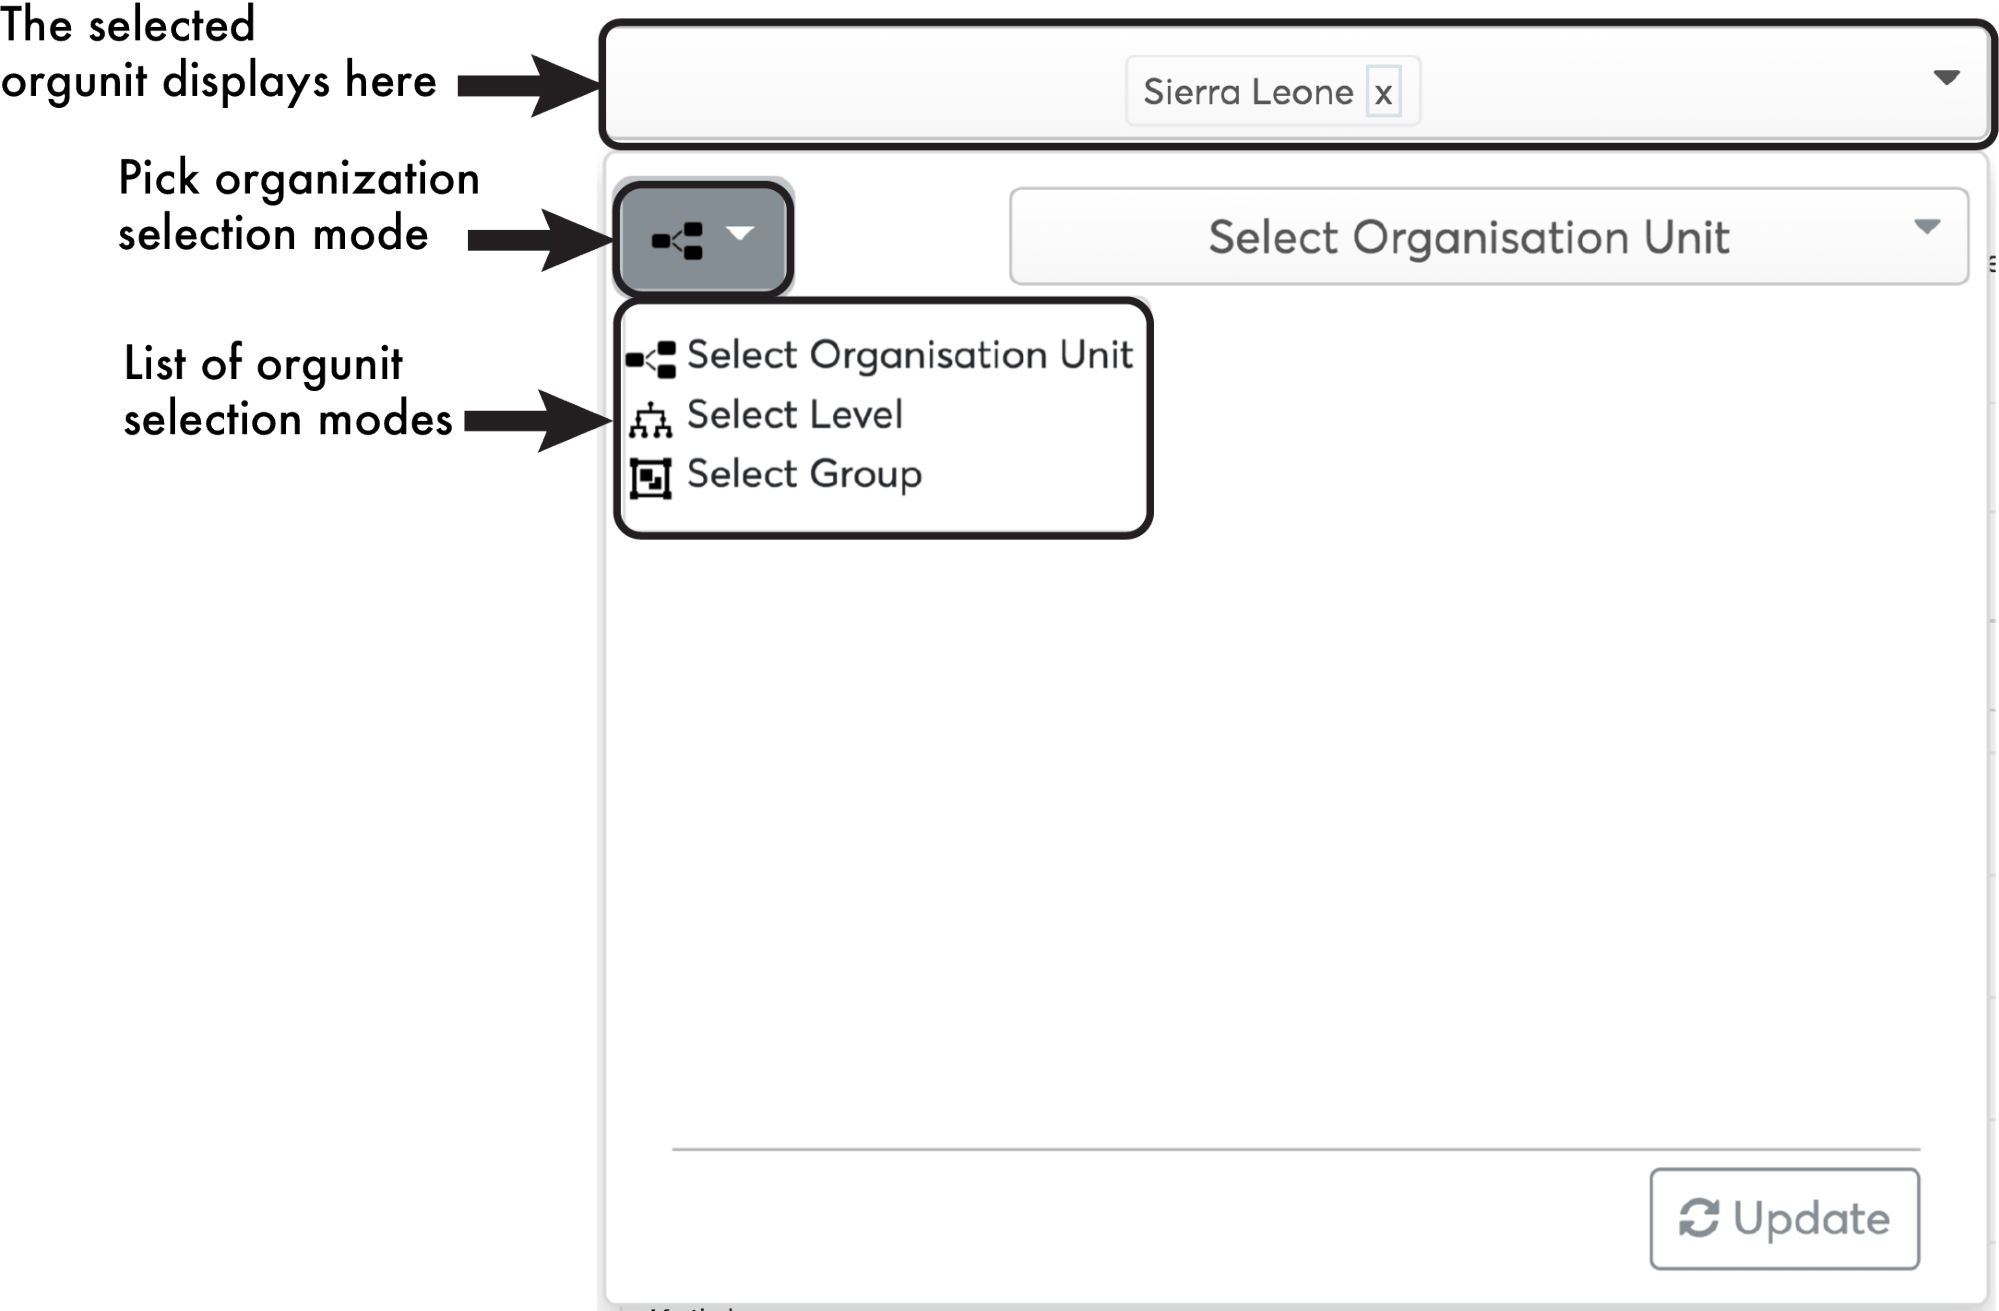 The selected
orgunit displays here
Sierra Leone x
Pick organization
selection mode
Select Organisation Unit
List of orgunit
selection modes
Select Organisation Unit
Select Level
Select Group
Update